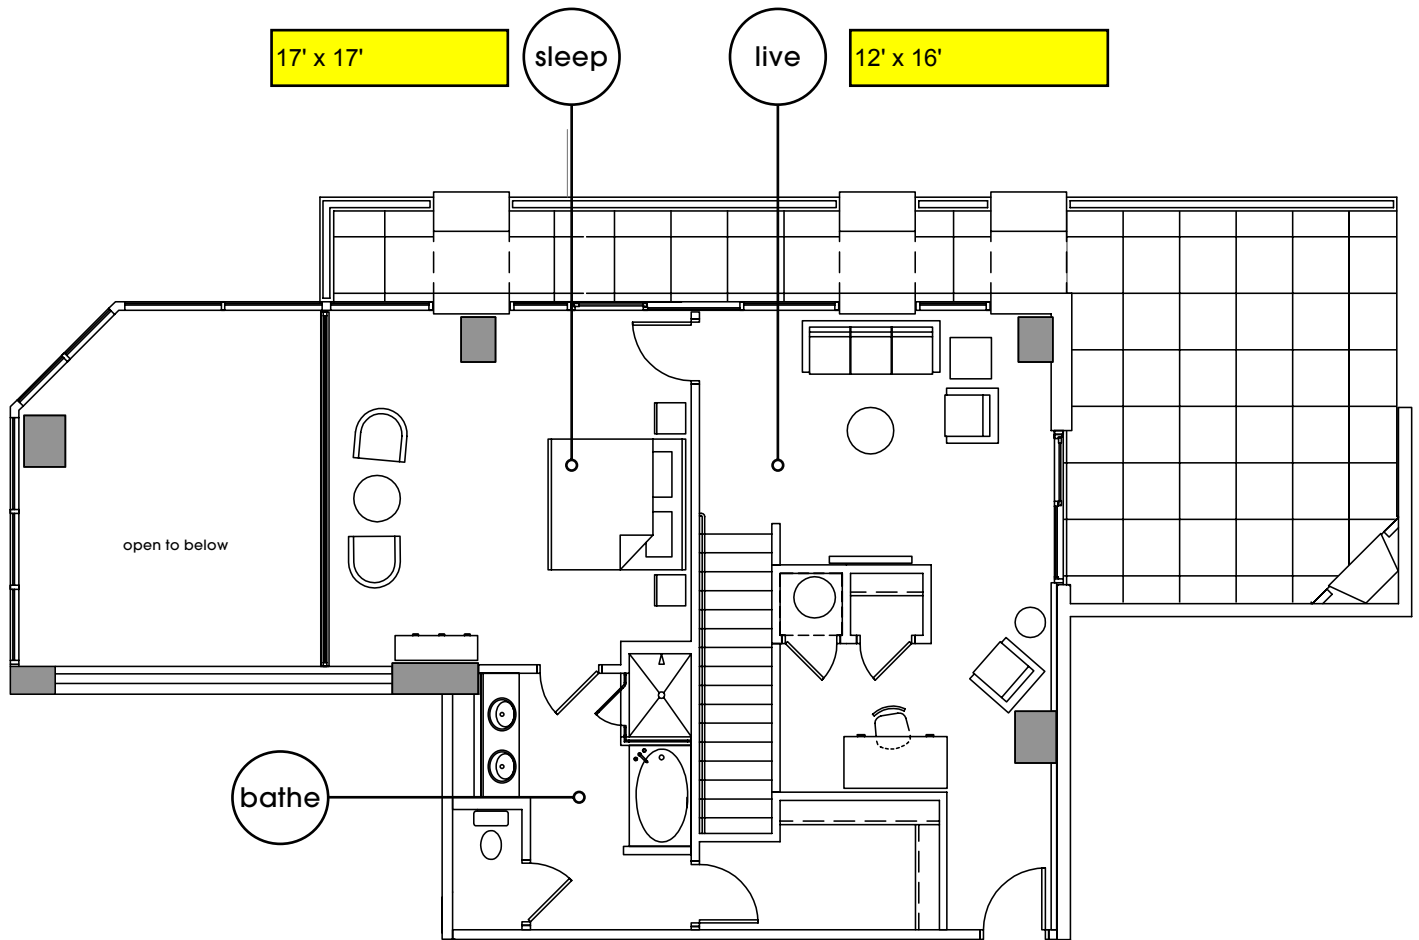 17' x 17'
sleep
live
12' x 16'
open to below
bathe